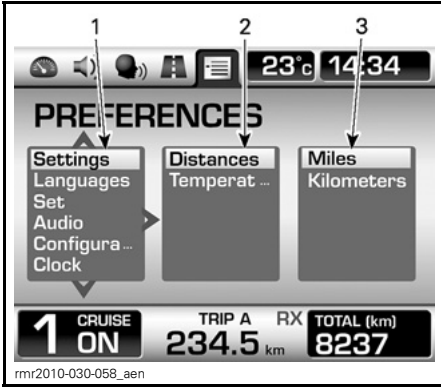 1 2 3
23°c 14:34
PREFERENCES
Settings Distances Miles
Languages Temperat ... Kilometers
Set
Audio
Configura ...
Clock
1 CRUISE ON TRIP A 234.5 km RX TOTAL (km) 8237
rmr2010-030-058_aen